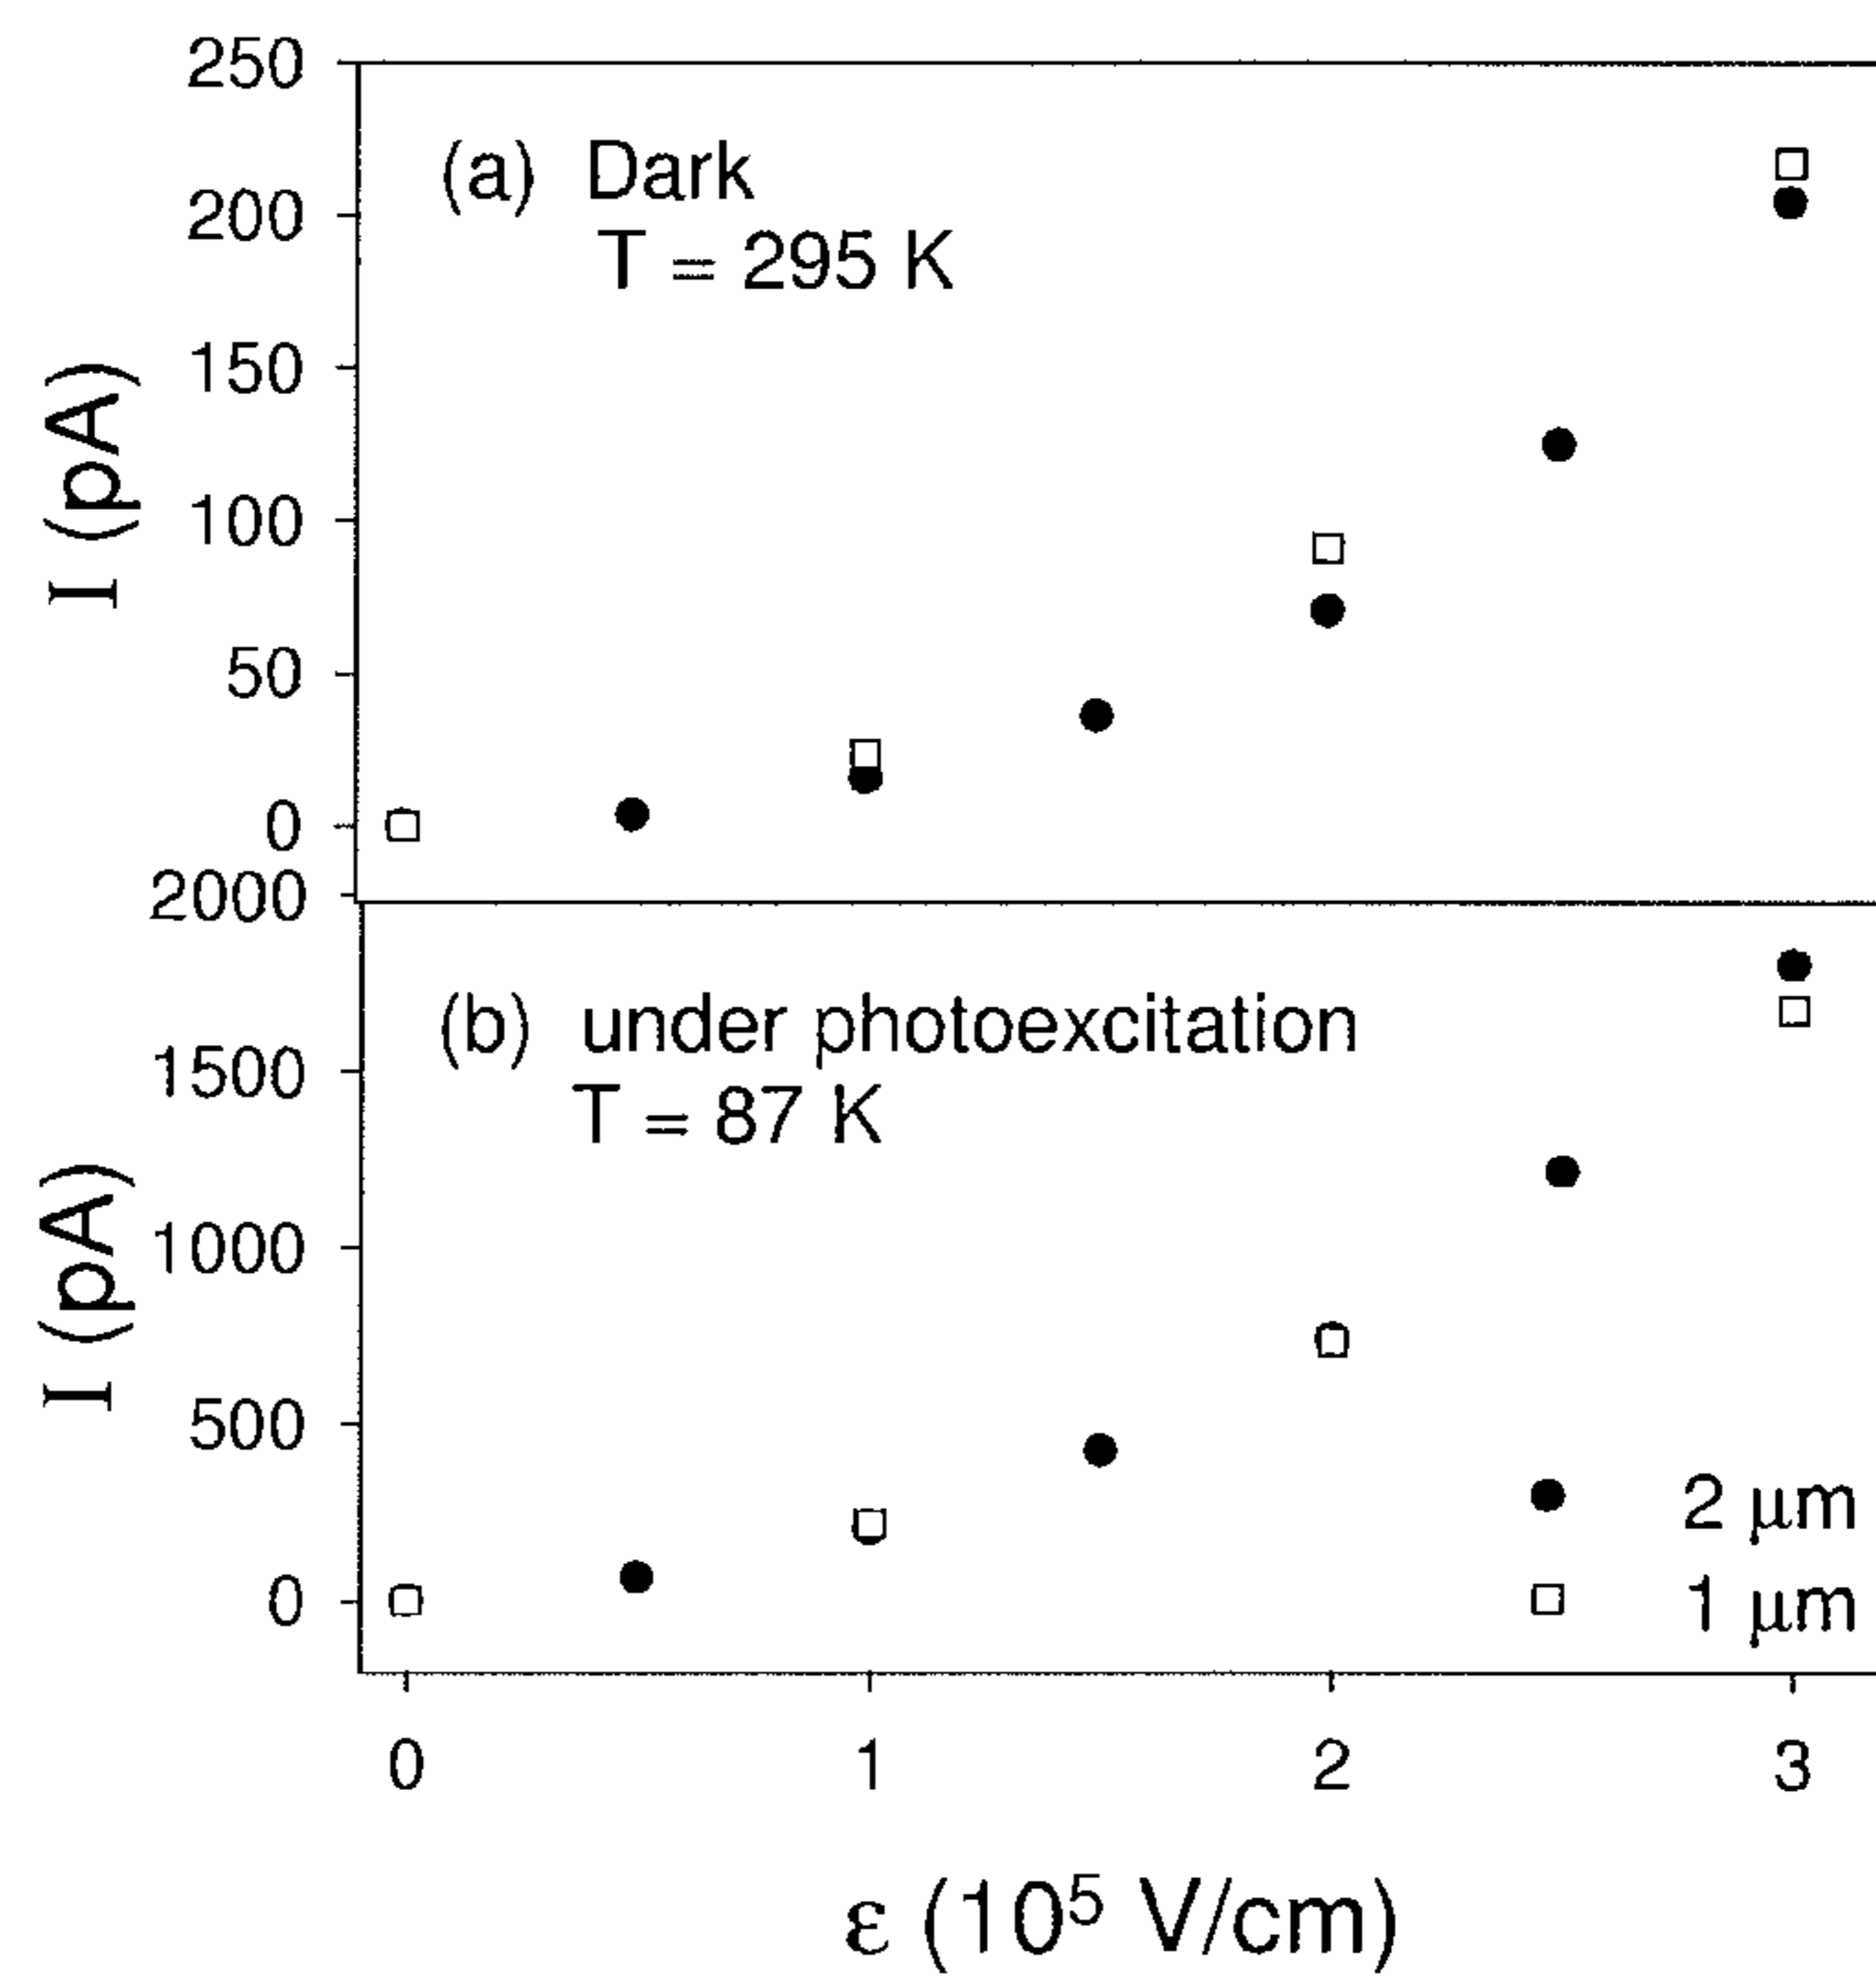 250
(a) Dark
200
T = 295 K
150
I (pA)
100
50
0
2000
(b) under photoexcitation
1500
T = 87 K
I (pA)
1000
500
2 μm
0
1 μm
0 1 2 3
ε (10⁵ V/cm)